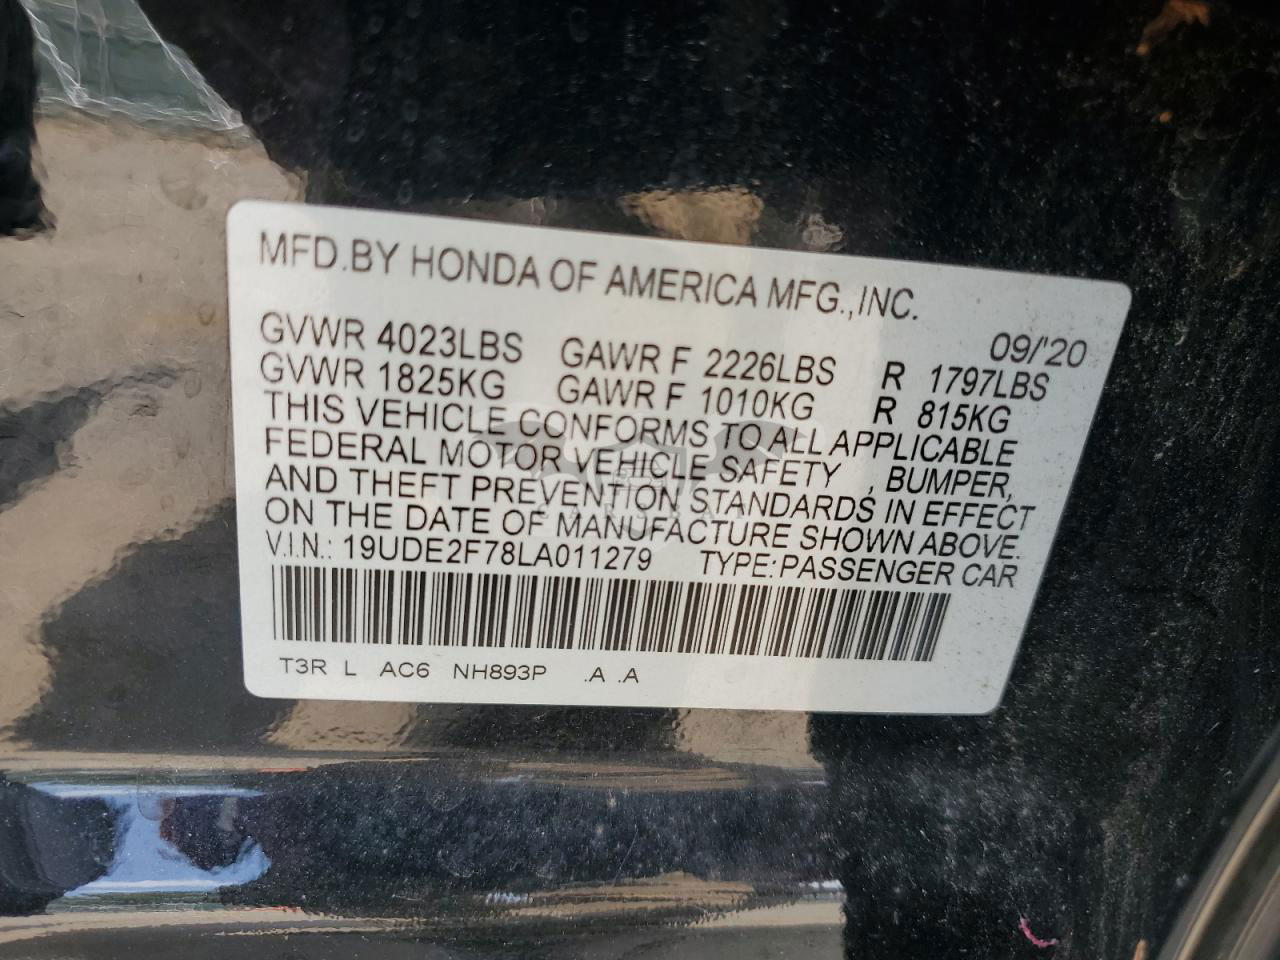 MFD.BY HONDA OF AMERICA MFG.,INC.
09/'20
GVWR 4023LBS GAWR F 2226LBS R 1797LBS
GVWR 1825KG GAWR F 1010KG R 815KG
THIS VEHICLE CONFORMS TO ALL APPLICABLE
FEDERAL MOTOR VEHICLE SAFETY , BUMPER,
AND THEFT PREVENTION STANDARDS IN EFFECT
ON THE DATE OF MANUFACTURE SHOWN ABOVE.
V.I.N.: 19UDE2F78LA011279 TYPE:PASSENGER CAR
T3R L AC6 NH893P .A .A